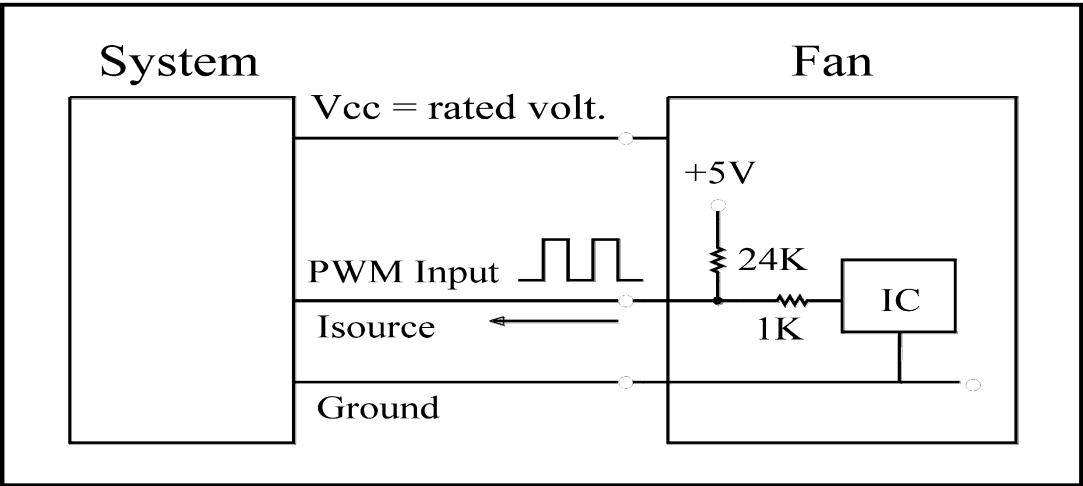 System
Fan
Vcc = rated volt.
+5V
24K
PWM Input
IC
Isource
1K
Ground